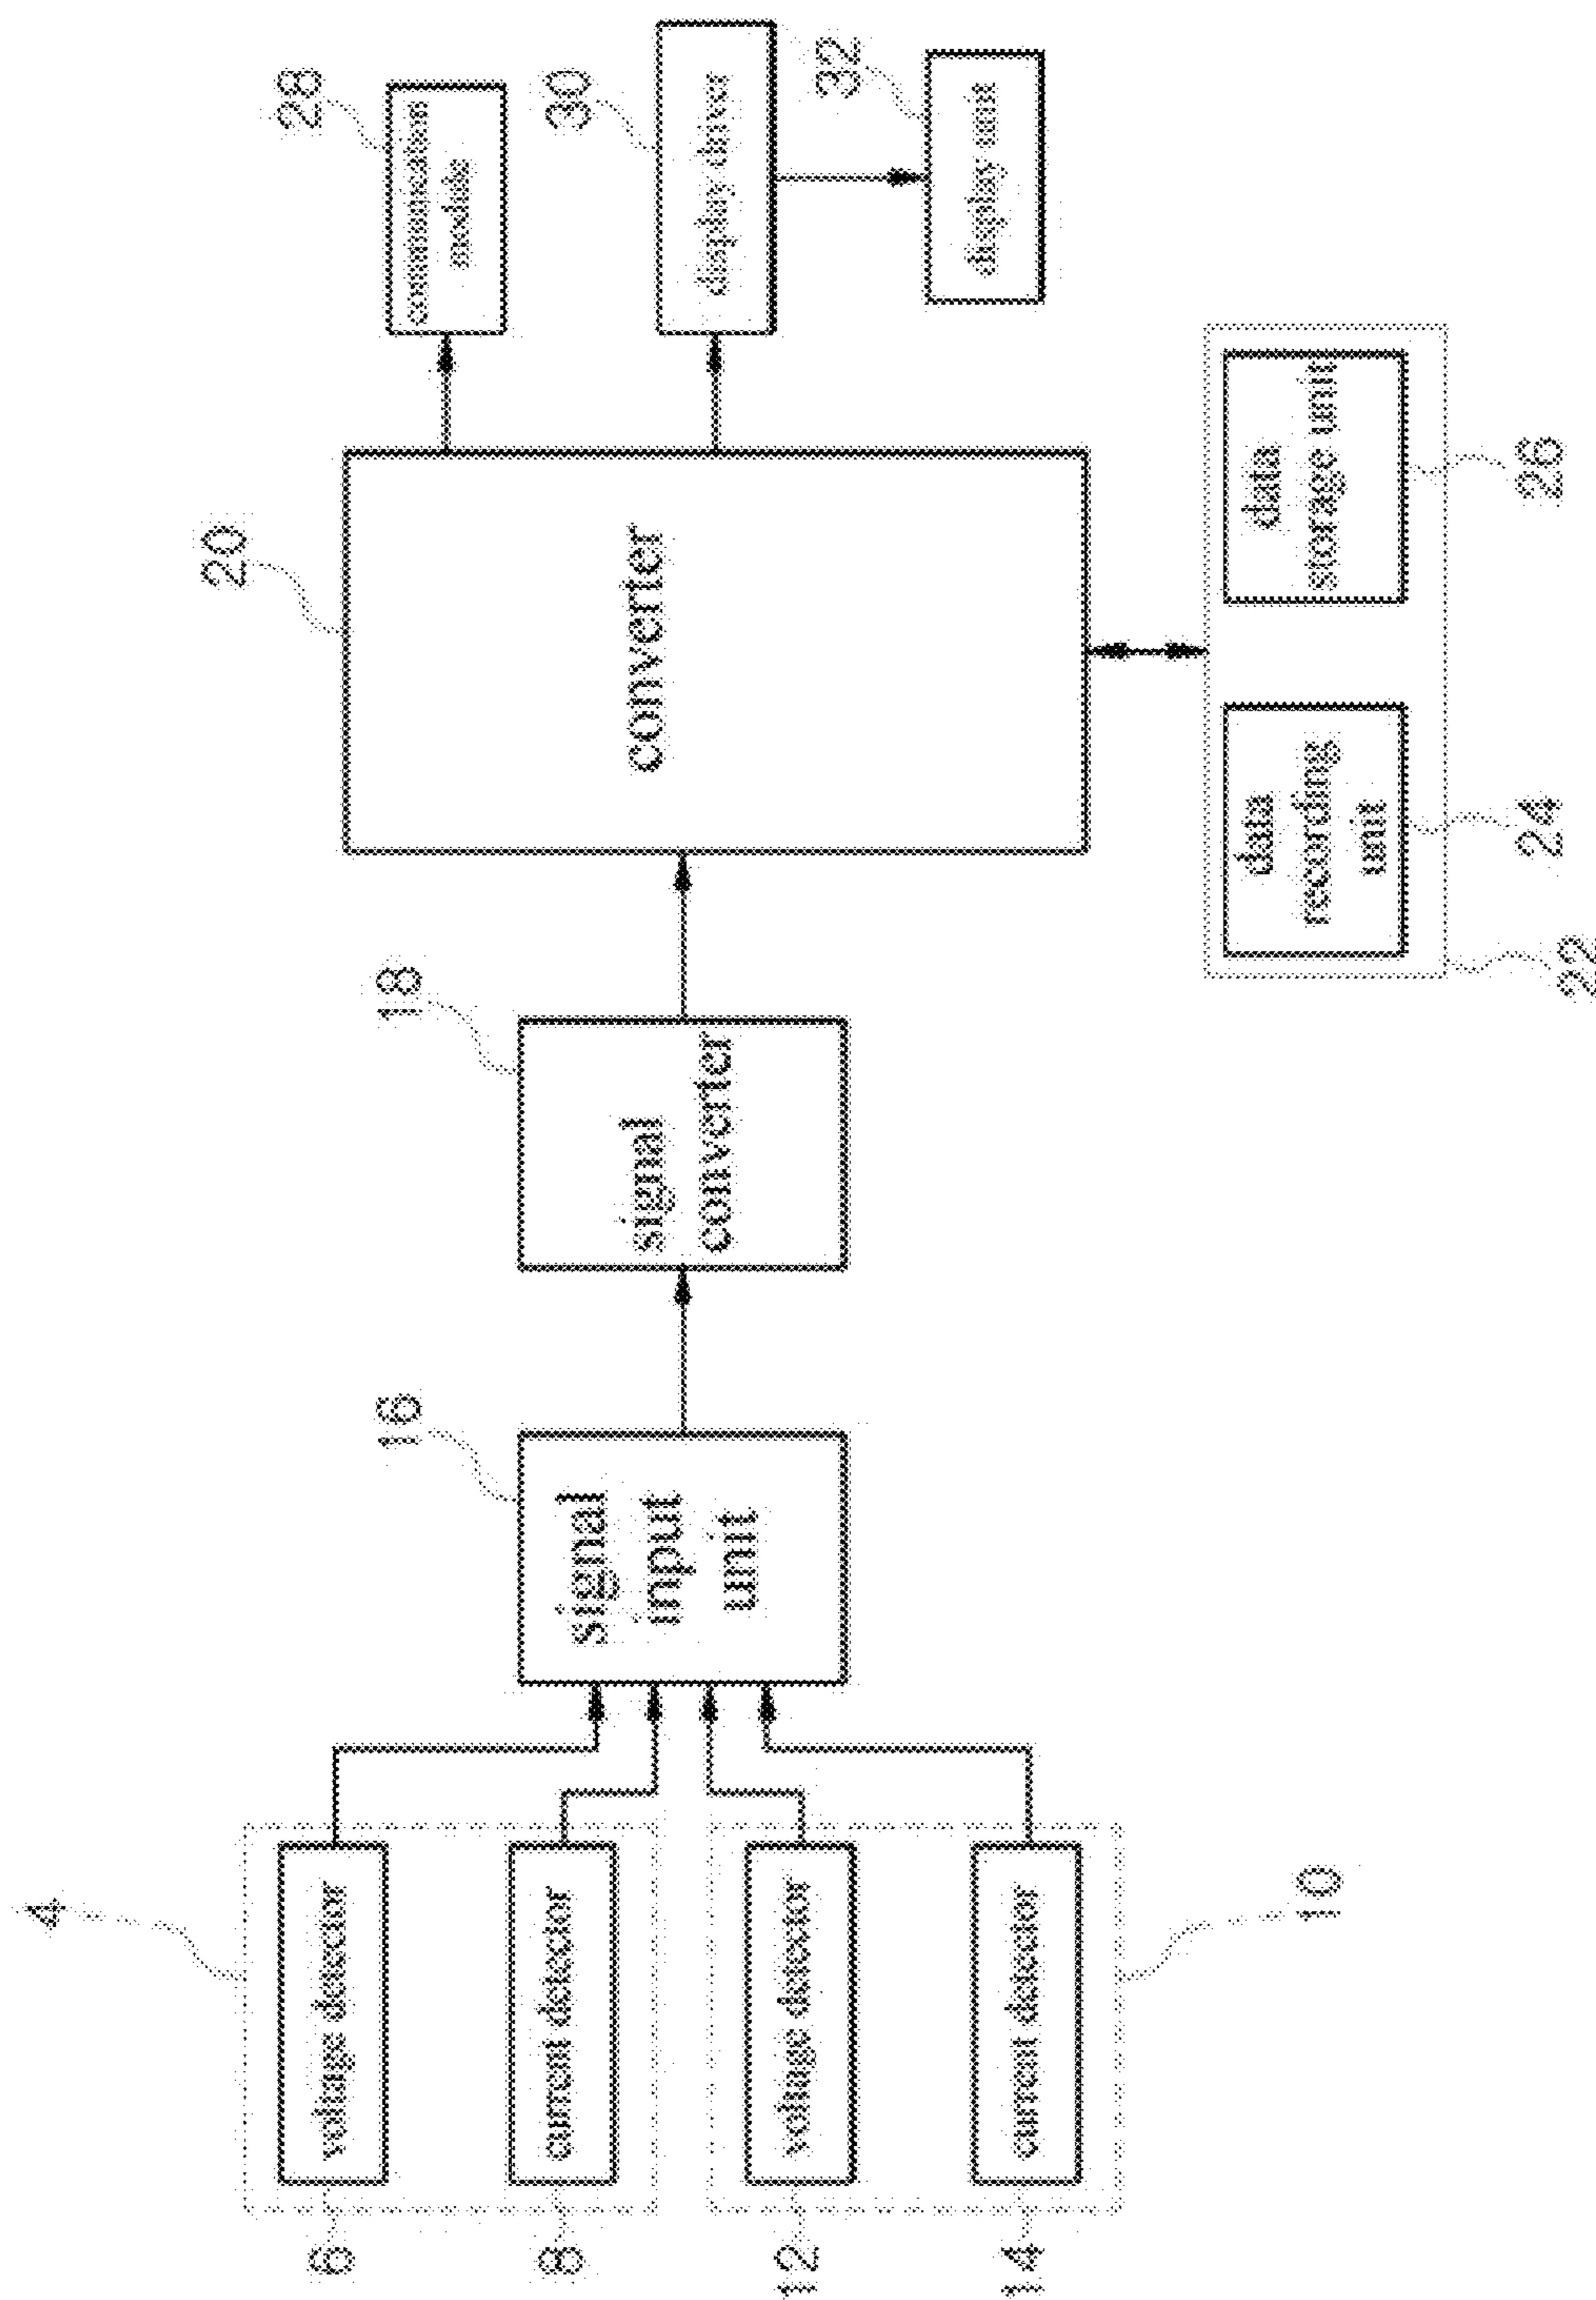 4
6
voltage detector
8
current detector
12
voltage detector
14
current detector
10
16
signal
input
unit
18
signal
converter
20
converter
22
data
recording
unit
24
data
storage unit
26
28
communication
module
30
display driver
32
display unit